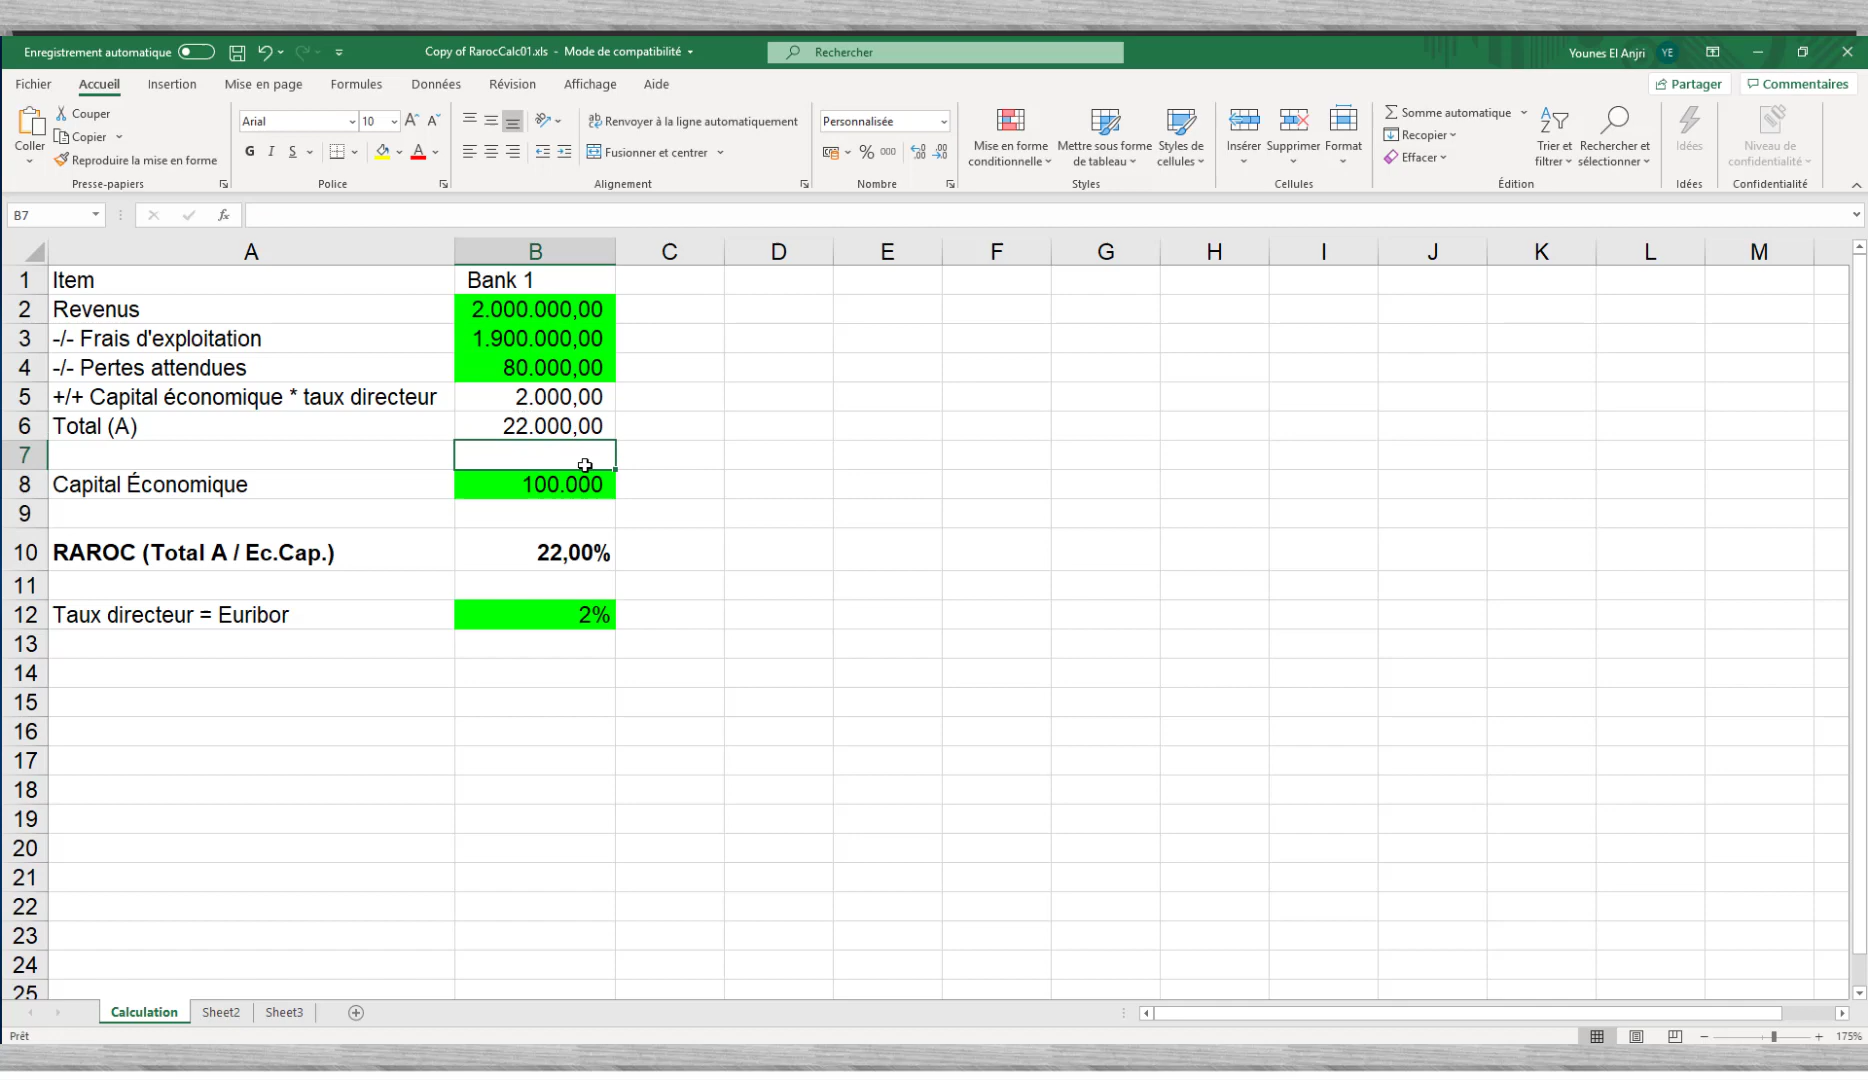 Enregistrement automatique
Copy of RarocCalc01.xls - Mode de compatibilité
Rechercher
Younes El Anjri YE
Fichier Accueil Insertion Mise en page Formules Données Révision Affichage Aide
Partager Commentaires
Coller
Couper
Copier
Reproduire la mise en forme
Presse-papiers
Arial 10
G I S
Police
Renvoyer à la ligne automatiquement
Fusionner et centrer
Alignement
Personnalisée
% 000
Nombre
Mise en forme conditionnelle
Mettre sous forme de tableau
Styles de cellules
Styles
Insérer Supprimer Format
Cellules
Somme automatique
Recopier
Effacer
Trier et filtrer
Rechercher et sélectionner
Édition
Idées
Idées
Niveau de confidentialité
Confidentialité
B7 fx
A B C D E F G H I J K L M
1 Item Bank 1
2 Revenus 2.000.000,00
3 -/- Frais d'exploitation 1.900.000,00
4 -/- Pertes attendues 80.000,00
5 +/+ Capital économique * taux directeur 2.000,00
6 Total (A) 22.000,00
7
8 Capital Économique 100.000
9
10 RAROC (Total A / Ec.Cap.) 22,00%
11
12 Taux directeur = Euribor 2%
13
14
15
16
17
18
19
20
21
22
23
24
25
Calculation Sheet2 Sheet3
Prêt
175%